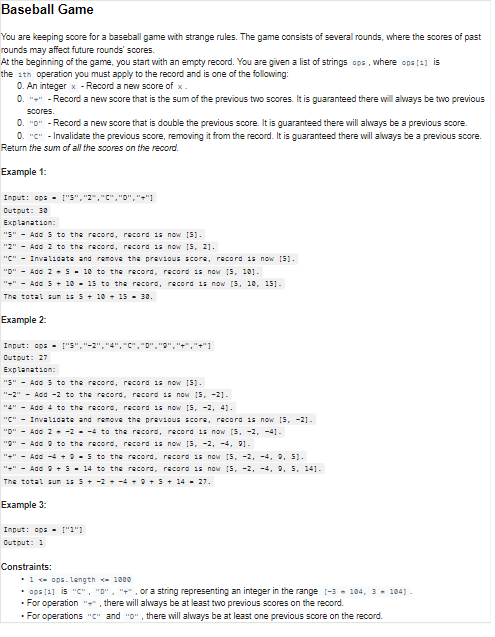 Baseball Game
You are keeping score for a baseball game with strange rules. The game consists of several rounds, where the scores of past
rounds may affect future rounds' scores.
At the beginning of the game, you start with an empty record. You are given a list of strings ops, where ops[i] is
the ith operation you must apply to the record and is one of the following:
0. An integer x - Record a new score of x.
0. "+" - Record a new score that is the sum of the previous two scores. It is guaranteed there will always be two previous
scores.
0. "D" - Record a new score that is double the previous score. It is guaranteed there will always be a previous score.
0. "C" - Invalidate the previous score, removing it from the record. It is guaranteed there will always be a previous score.
Return the sum of all the scores on the record.
Example 1:
Input: ops = ["5","2","C","D","+"]
Output: 30
Explanation:
"5" - Add 5 to the record, record is now [5].
"2" - Add 2 to the record, record is now [5, 2].
"C" - Invalidate and remove the previous score, record is now [5].
"D" - Add 2 * 5 = 10 to the record, record is now [5, 10].
"+" - Add 5 + 10 = 15 to the record, record is now [5, 10, 15].
The total sum is 5 + 10 + 15 = 30.
Example 2:
Input: ops = ["5","-2","4","C","D","9","+","+"]
Output: 27
Explanation:
"5" - Add 5 to the record, record is now [5].
"-2" - Add -2 to the record, record is now [5, -2].
"4" - Add 4 to the record, record is now [5, -2, 4].
"C" - Invalidate and remove the previous score, record is now [5, -2].
"D" - Add 2 * -2 = -4 to the record, record is now [5, -2, -4].
"9" - Add 9 to the record, record is now [5, -2, -4, 9].
"+" - Add -4 + 9 = 5 to the record, record is now [5, -2, -4, 9, 5].
"+" - Add 9 + 5 = 14 to the record, record is now [5, -2, -4, 9, 5, 14].
The total sum is 5 + -2 + -4 + 9 + 5 + 14 = 27.
Example 3:
Input: ops = ["1"]
Output: 1
Constraints:
• 1 <= ops.length <= 1000
• ops[i] is "C", "D", "+", or a string representing an integer in the range [-3 * 104, 3 * 104].
• For operation "+", there will always be at least two previous scores on the record.
• For operations "C" and "D", there will always be at least one previous score on the record.